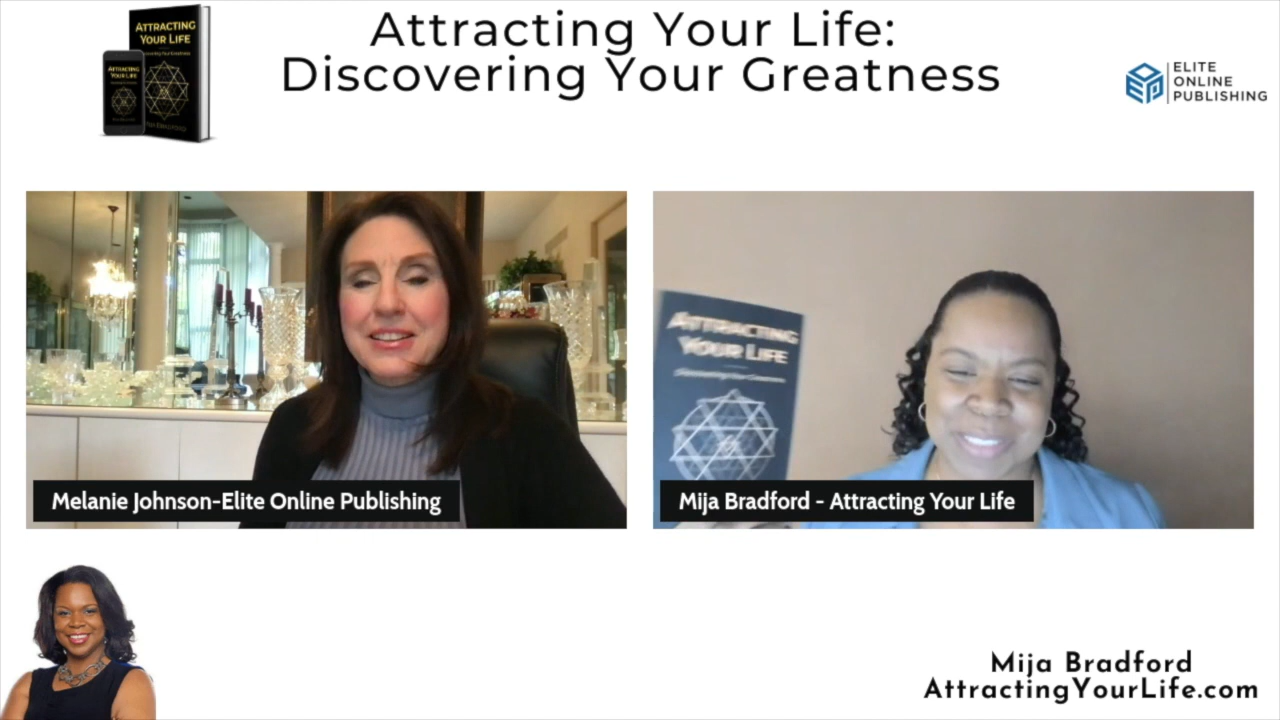 ATTRACTING
YOUR LIFE
ATTRACTING
YOUR LIFE
Attracting Your Life:
Discovering Your Greatness
ELITE
ONLINE
PUBLISHING
ATTRACTING
YOUR LIFE
Melanie Johnson-Elite Online Publishing
Mija Bradford - Attracting Your Life
Mija Bradford
AttractingYourLife.com